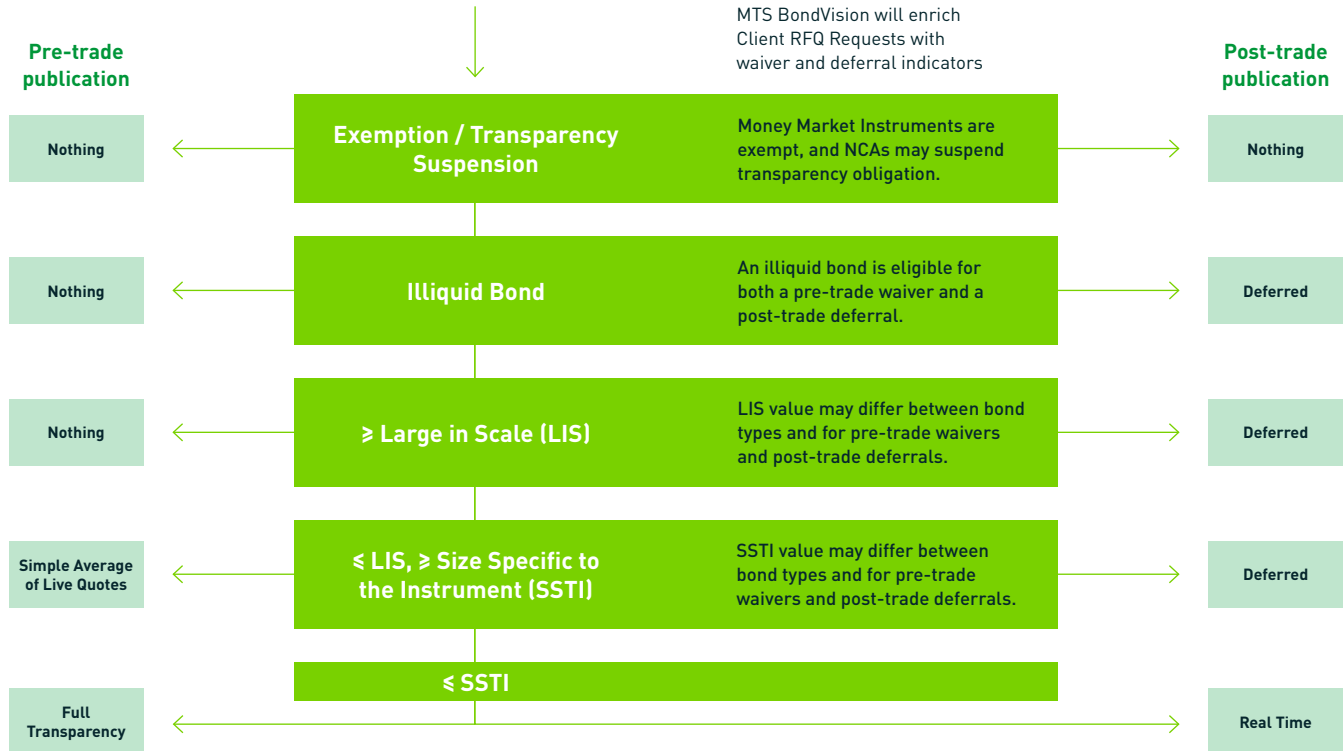 MTS BondVision will enrich
Client RFQ Requests with
waiver and deferral indicators
Pre-trade
publication
Post-trade
publication
Nothing
Exemption / Transparency
Suspension
Money Market Instruments are
exempt, and NCAs may suspend
transparency obligation.
Nothing
Nothing
Illiquid Bond
An illiquid bond is eligible for
both a pre-trade waiver and a
post-trade deferral.
Deferred
Nothing
⩾ Large in Scale (LIS)
LIS value may differ between bond
types and for pre-trade waivers
and post-trade deferrals.
Deferred
Simple Average
of Live Quotes
⩽ LIS, ⩾ Size Specific to
the Instrument (SSTI)
SSTI value may differ between
bond types and for pre-trade
waivers and post-trade deferrals.
Deferred
⩽ SSTI
Full
Transparency
Real Time